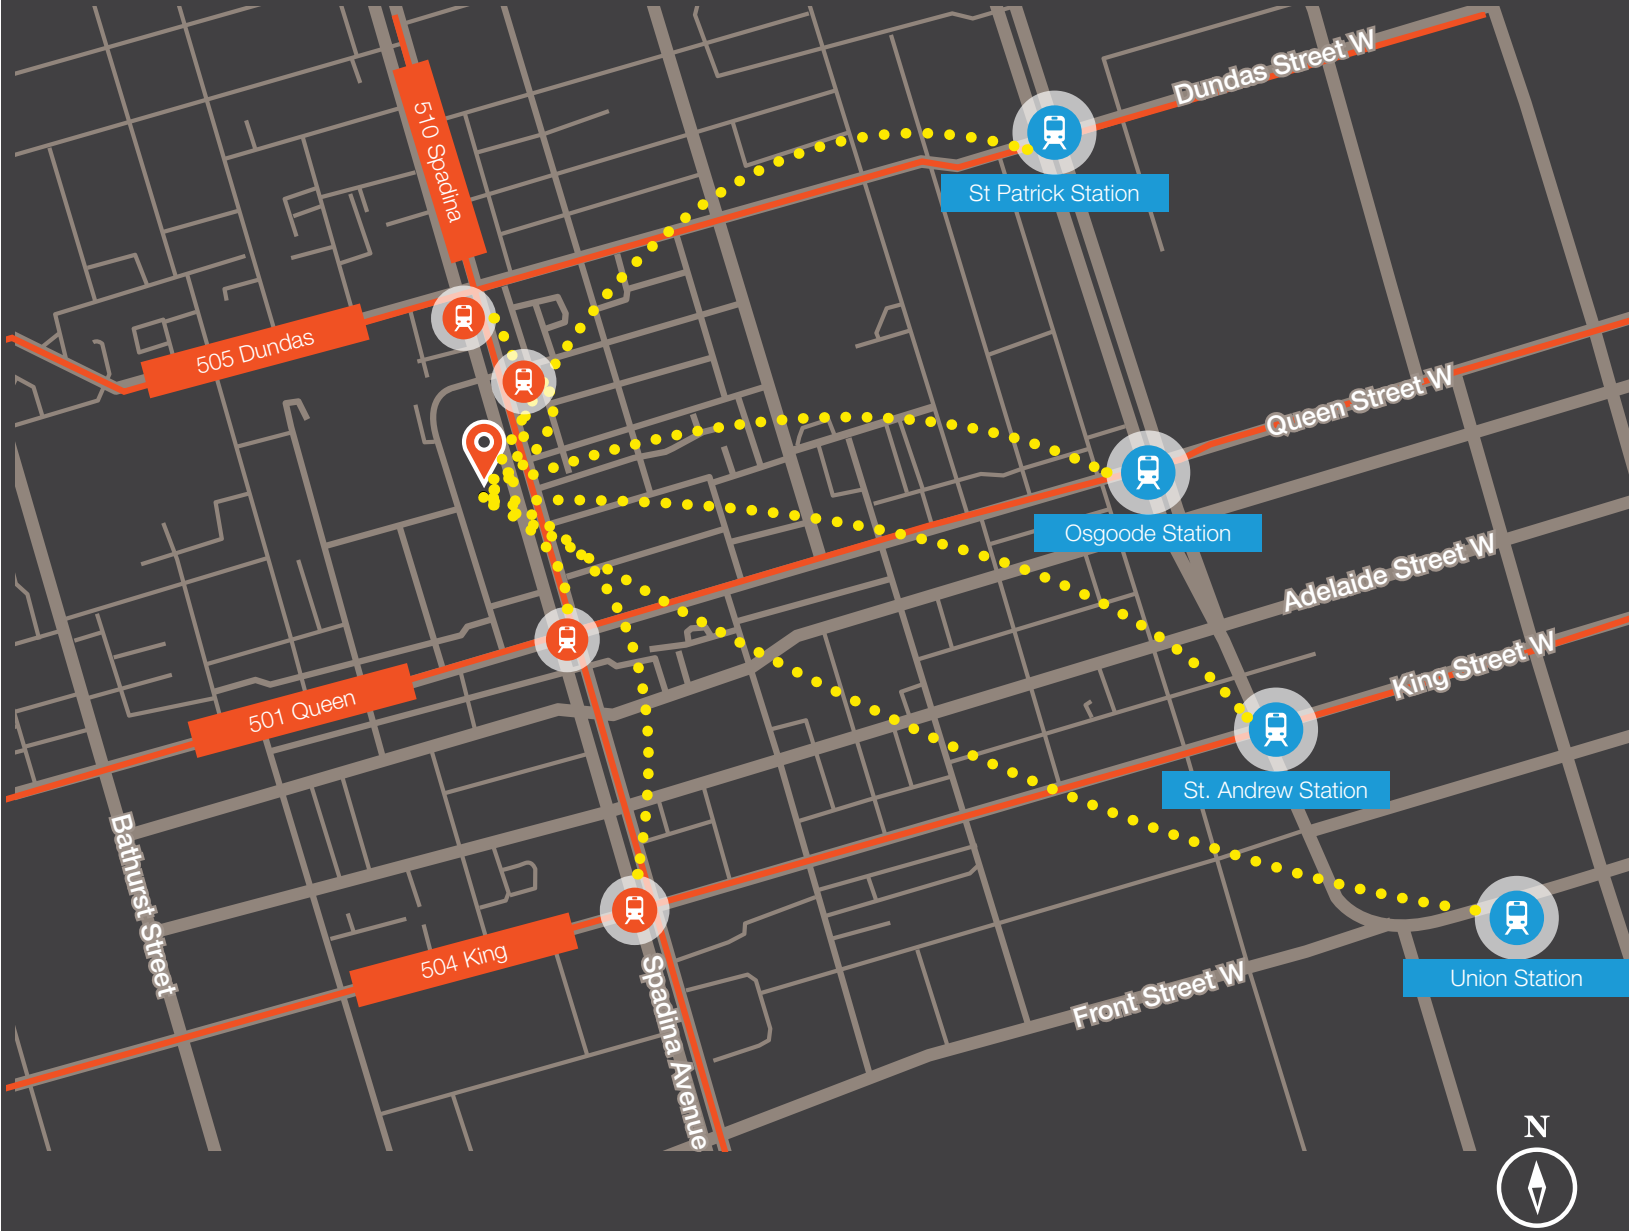 Dundas Street W
510 Spadina
St Patrick Station
505 Dundas
Queen Street W
Osgoode Station
Adelaide Street W
King Street W
501 Queen
St. Andrew Station
Bathurst Street
504 King
Spadina Avenue
Front Street W
Union Station
N